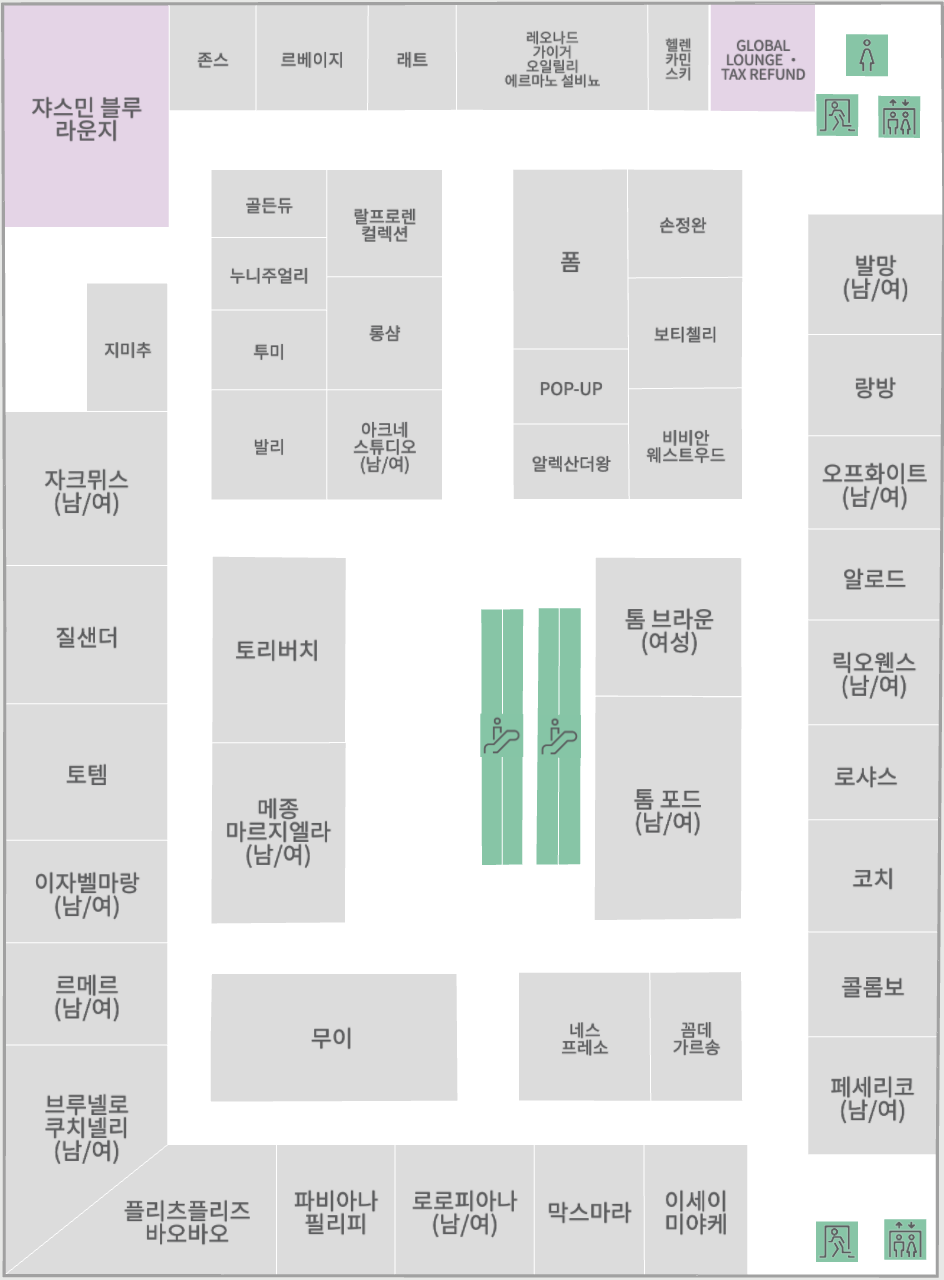 쟈스민 블루
라운지
존스
르베이지
래트
레오나드
가이거
오일릴리
에르마노 설비뇨
헬렌
카민
스키
GLOBAL
LOUNGE ·
TAX REFUND
골든듀
랄프로렌
컬렉션
누니주얼리
투미
롱샴
발리
아크네
스튜디오
(남/여)
폼
손정완
보티첼리
POP-UP
알렉산더왕
비비안
웨스트우드
발망
(남/여)
랑방
오프화이트
(남/여)
알로드
릭오웬스
(남/여)
로샤스
코치
콜롬보
페세리코
(남/여)
지미추
자크뮈스
(남/여)
질샌더
토템
이자벨마랑
(남/여)
르메르
(남/여)
브루넬로
쿠치넬리
(남/여)
토리버치
메종
마르지엘라
(남/여)
톰 브라운
(여성)
톰 포드
(남/여)
무이
네스
프레소
꼼데
가르송
플리츠플리즈
바오바오
파비아나
필리피
로로피아나
(남/여)
막스마라
이세이
미야케